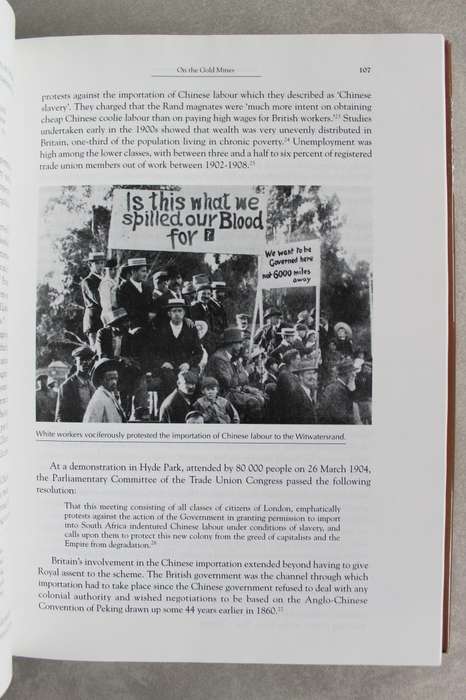 On the Gold Mines
107
protests against the importation of Chinese labour which they described as ‘Chinese
slavery’. They charged that the Rand magnates were ‘much more intent on obtaining
cheap Chinese coolie labour than on paying high wages for British workers.’23 Studies
undertaken early in the 1900s showed that wealth was very unevenly distributed in
Britain, one-third of the population living in chronic poverty.24 Unemployment was
high among the lower classes, with between three and a half to six percent of registered
trade union members out of work between 1902-1908.25
Is this what we
spilled our Blood
for ?
We want to be
Governed here
not 6000 miles
away
White workers vociferously protested the importation of Chinese labour to the Witwatersrand.
At a demonstration in Hyde Park, attended by 80 000 people on 26 March 1904,
the Parliamentary Committee of the Trade Union Congress passed the following
resolution:
That this meeting consisting of all classes of citizens of London, emphatically
protests against the action of the Government in granting permission to import
into South Africa indentured Chinese labour under conditions of slavery, and
calls upon them to protect this new colony from the greed of capitalists and the
Empire from degradation.26
Britain's involvement in the Chinese importation extended beyond having to give
Royal assent to the scheme. The British government was the channel through which
importation had to take place since the Chinese government refused to deal with any
colonial authority and wished negotiations to be based on the Anglo-Chinese
Convention of Peking drawn up some 44 years earlier in 1860.27